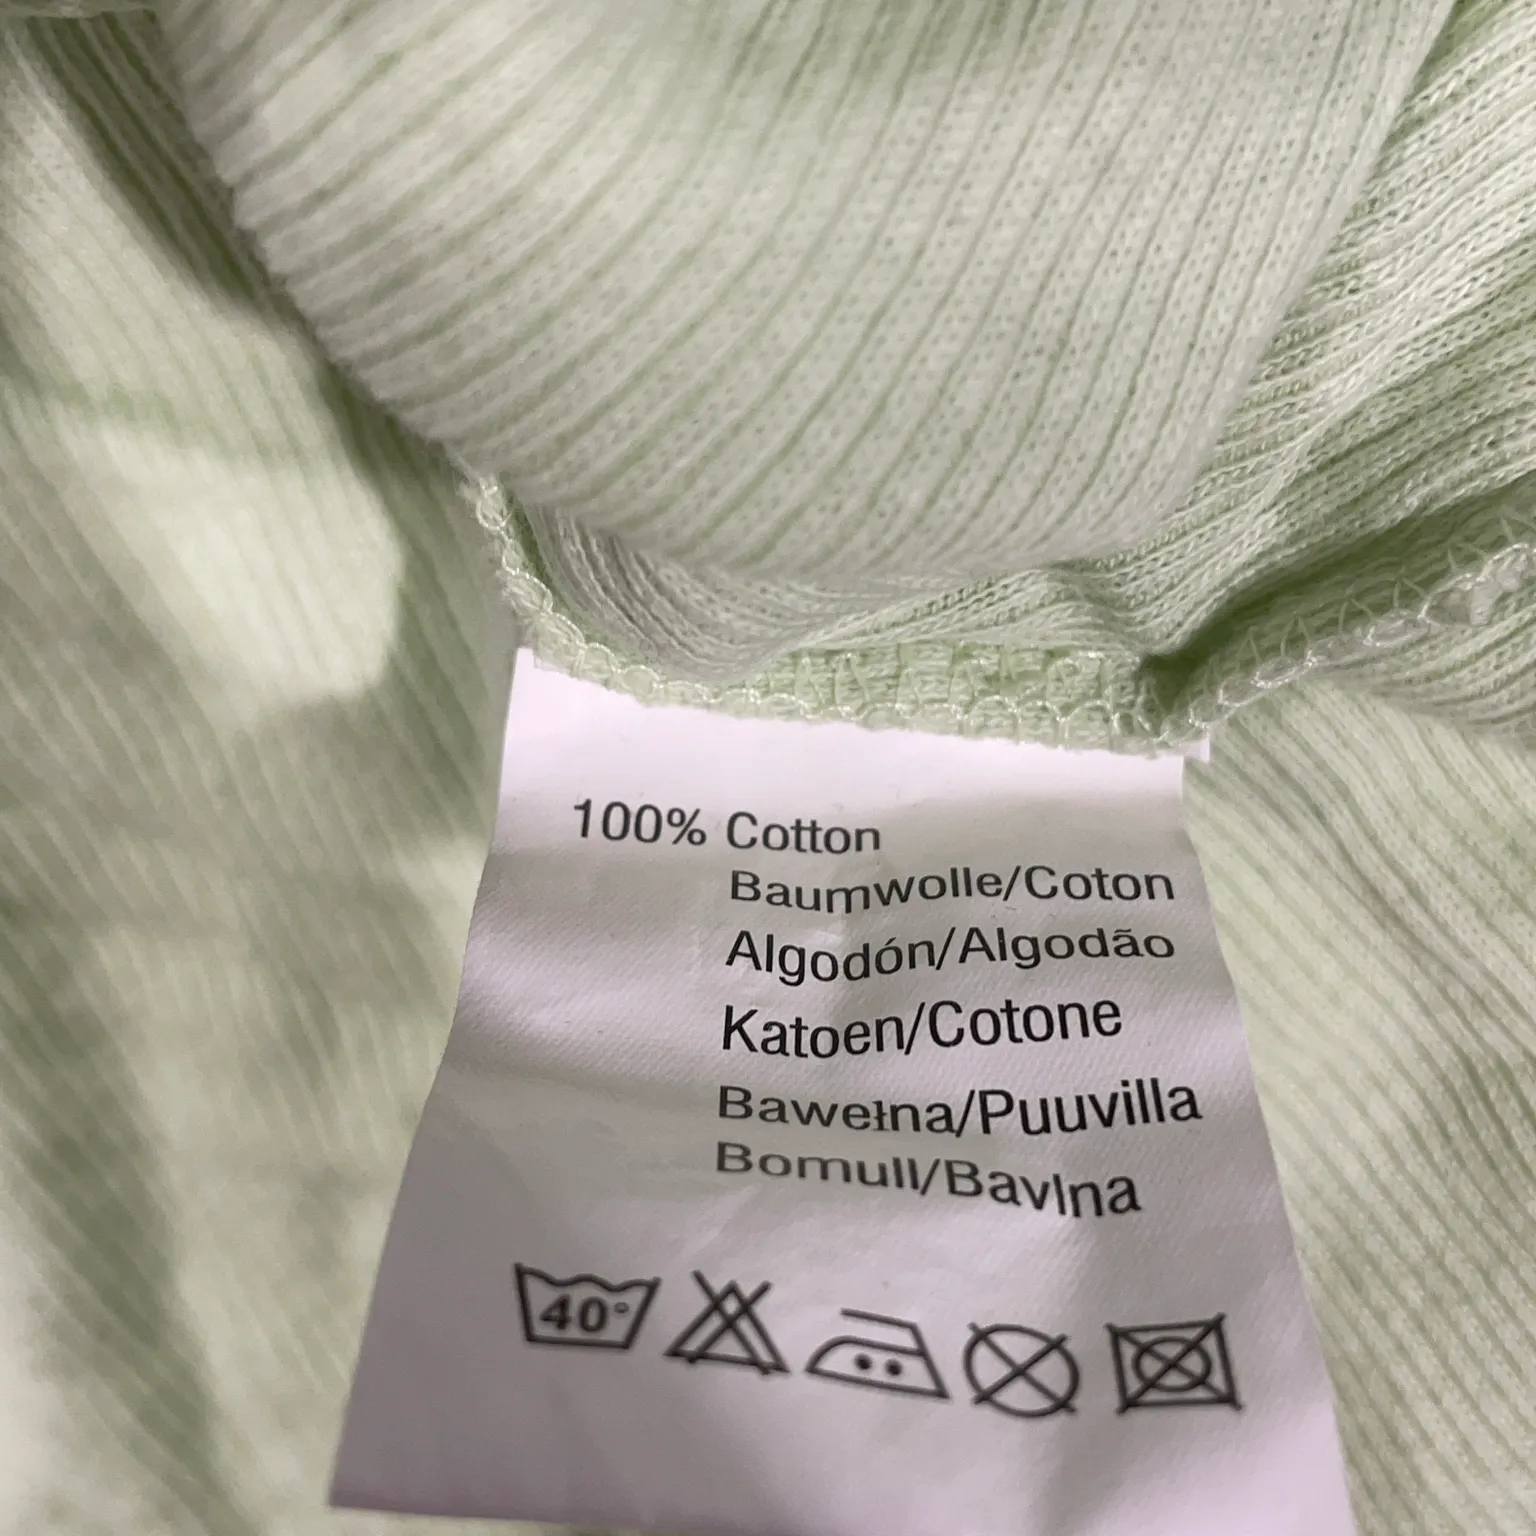 100% Cotton
Baumwolle/Coton
Algodón/Algodão
Katoen/Cotone
Bawełna/Puuvilla
Bomull/Bavlna
40°